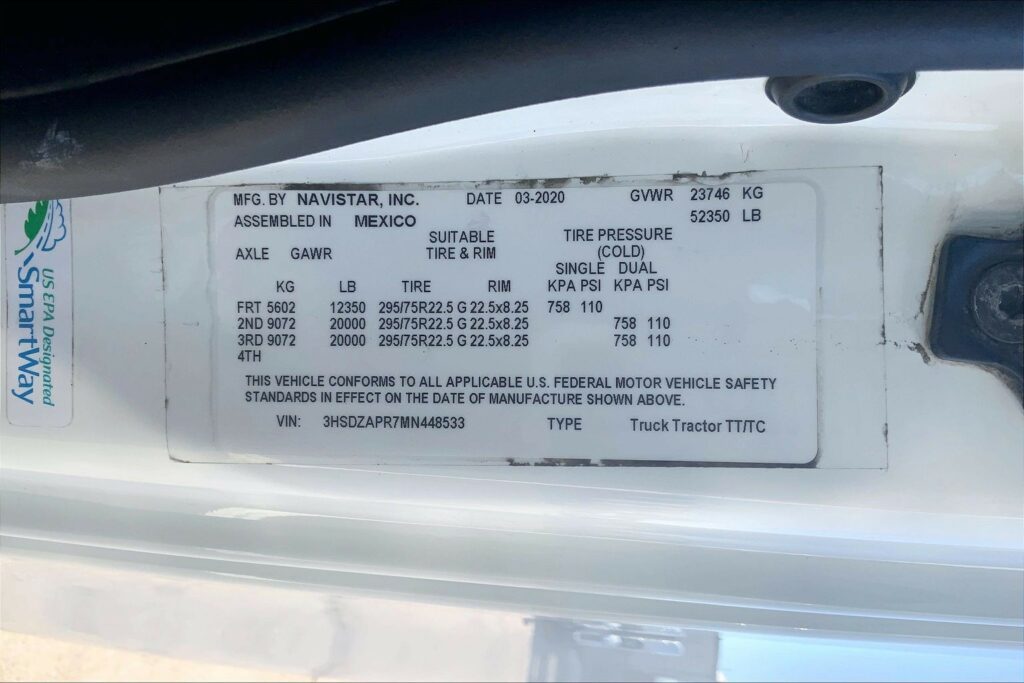 MFG. BY NAVISTAR, INC. DATE 03-2020 GVWR 23746 KG
ASSEMBLED IN MEXICO 52350 LB
SUITABLE TIRE PRESSURE
AXLE GAWR TIRE & RIM (COLD)
SINGLE DUAL
KG LB TIRE RIM KPA PSI KPA PSI
FRT 5602 12350 295/75R22.5 G 22.5x8.25 758 110
2ND 9072 20000 295/75R22.5 G 22.5x8.25 758 110
3RD 9072 20000 295/75R22.5 G 22.5x8.25 758 110
4TH
THIS VEHICLE CONFORMS TO ALL APPLICABLE U.S. FEDERAL MOTOR VEHICLE SAFETY
STANDARDS IN EFFECT ON THE DATE OF MANUFACTURE SHOWN ABOVE.
VIN: 3HSDZAPR7MN448533 TYPE Truck Tractor TT/TC
US EPA Designated
SmartWay